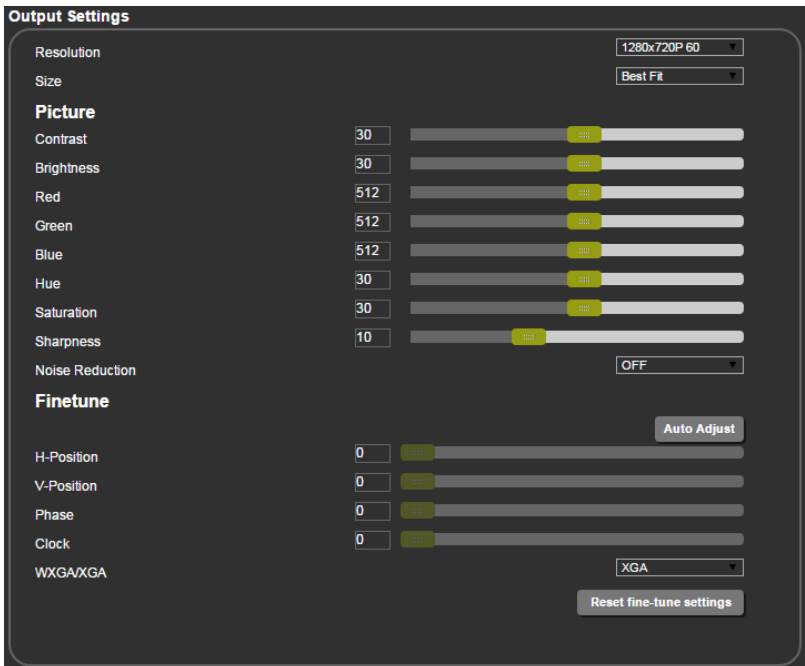 Output Settings
Resolution 1280x720P 60
Size Best Fit
Picture
Contrast 30
Brightness 30
Red 512
Green 512
Blue 512
Hue 30
Saturation 30
Sharpness 10
Noise Reduction OFF
Finetune
Auto Adjust
H-Position 0
V-Position 0
Phase 0
Clock 0
WXGA/XGA XGA
Reset fine-tune settings